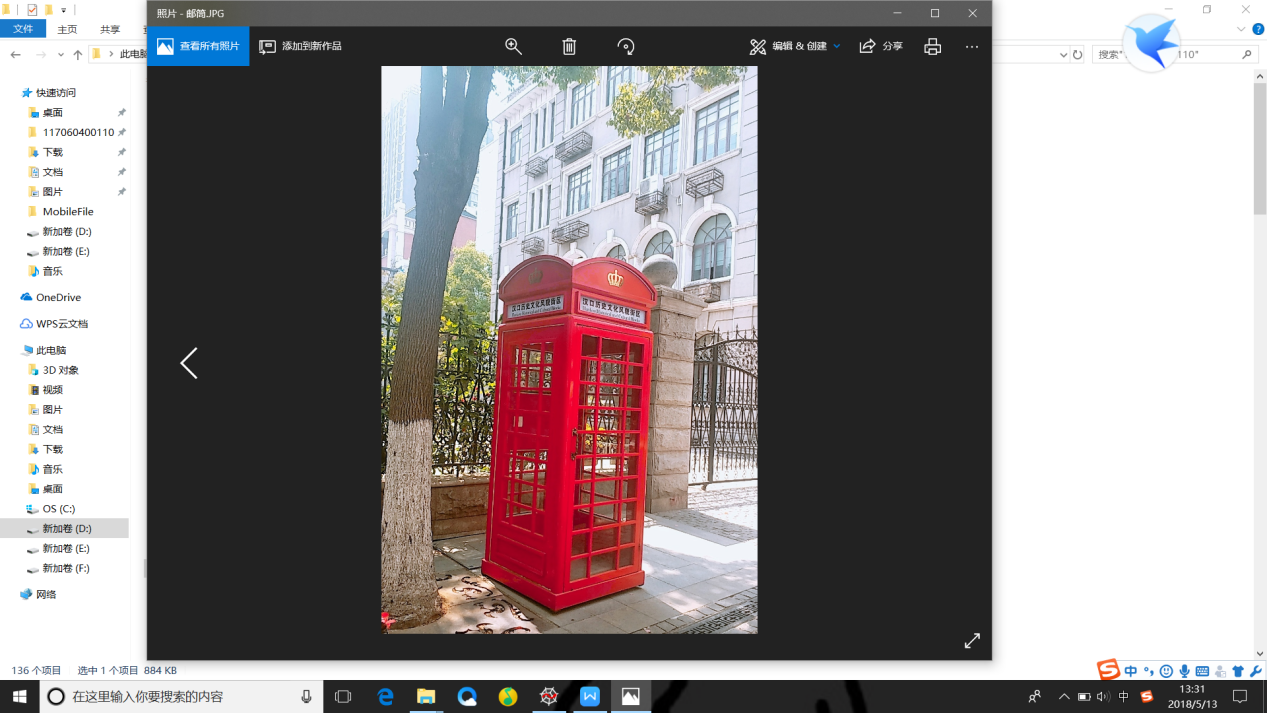 照片 - 邮筒.JPG
文件
主页
共享
查看所有照片
添加到新作品
编辑 & 创建
分享
此电脑
搜索"
110"
快速访问
桌面
117060400110
下载
文档
图片
MobileFile
新加卷 (D:)
新加卷 (E:)
音乐
OneDrive
WPS云文档
此电脑
3D 对象
视频
图片
文档
下载
音乐
桌面
OS (C:)
新加卷 (D:)
新加卷 (E:)
新加卷 (F:)
网络
汉口历史文化风貌街区
汉口历史文化风貌街区
136 个项目
选中 1 个项目
884 KB
中
在这里输入你要搜索的内容
中
13:31
2018/5/13